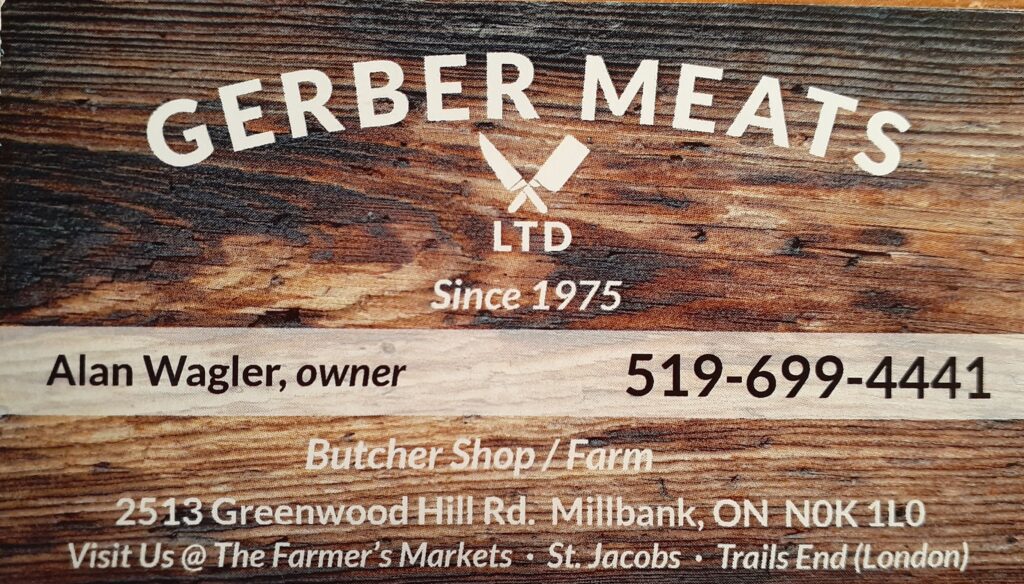 GERBER MEATS
LTD
Since 1975
Alan Wagler, owner 519-699-4441
Butcher Shop / Farm
2513 Greenwood Hill Rd. Millbank, ON N0K 1L0
Visit Us @ The Farmer's Markets · St. Jacobs · Trails End (London)